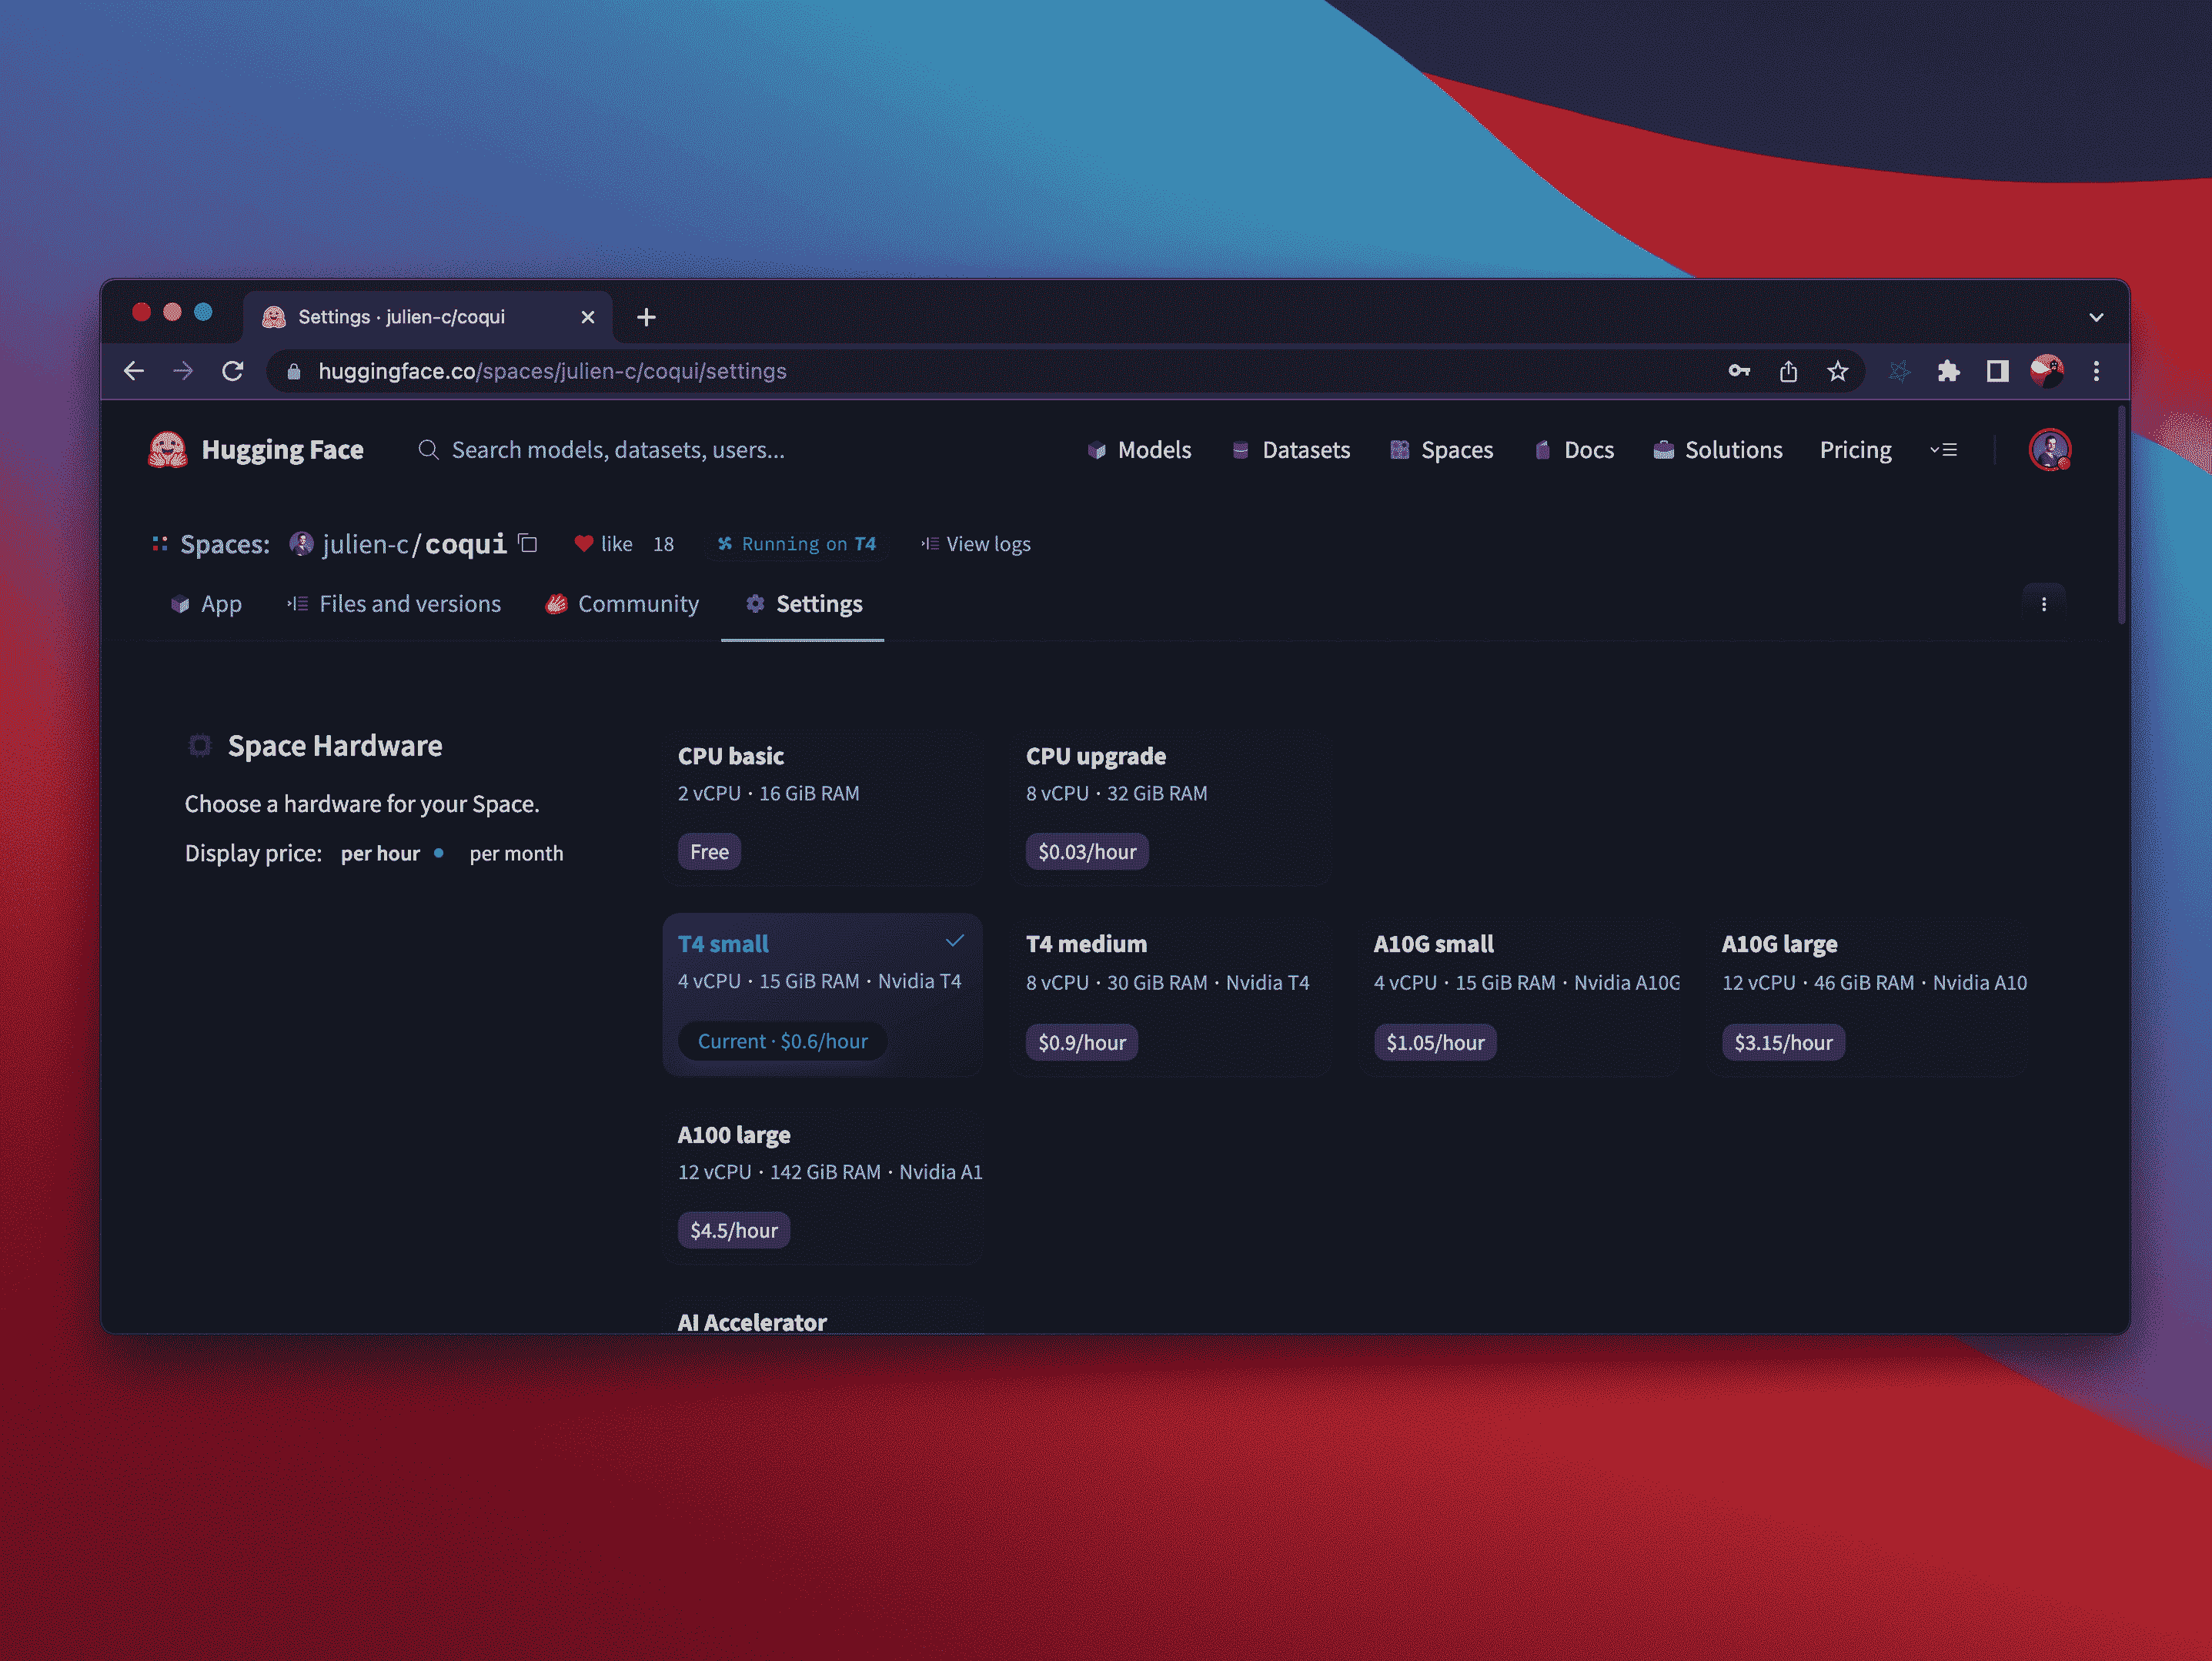 Settings · julien-c/coqui
huggingface.co/spaces/julien-c/coqui/settings
Hugging Face
Search models, datasets, users...
Models
Datasets
Spaces
Docs
Solutions
Pricing
Spaces: julien-c/coqui
like 18
Running on T4
View logs
App
Files and versions
Community
Settings
Space Hardware
Choose a hardware for your Space.
Display price: per hour per month
CPU basic
2 vCPU · 16 GiB RAM
Free
CPU upgrade
8 vCPU · 32 GiB RAM
$0.03/hour
T4 small
4 vCPU · 15 GiB RAM · Nvidia T4
Current · $0.6/hour
T4 medium
8 vCPU · 30 GiB RAM · Nvidia T4
$0.9/hour
A10G small
4 vCPU · 15 GiB RAM · Nvidia A10G
$1.05/hour
A10G large
12 vCPU · 46 GiB RAM · Nvidia A10
$3.15/hour
A100 large
12 vCPU · 142 GiB RAM · Nvidia A1
$4.5/hour
AI Accelerator